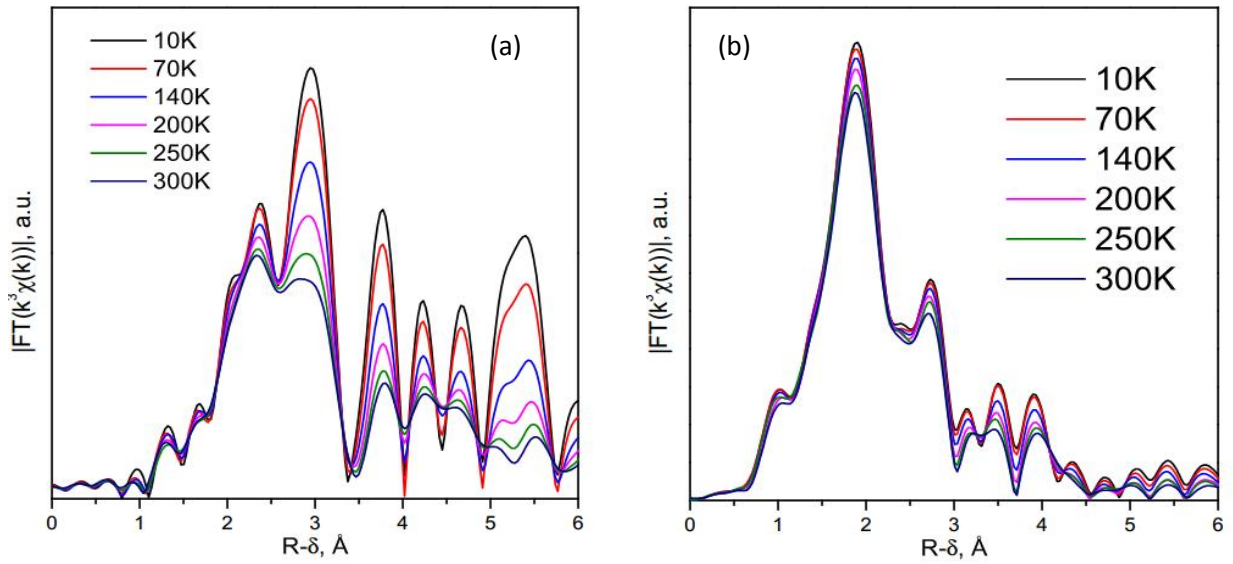 (a)
10K
70K
140K
200K
250K
300K
|FT(k³χ(k))|, a.u.
0 1 2 3 4 5 6
R-δ, Å
(b)
10K
70K
140K
200K
250K
300K
|FT(k³χ(k))|, a.u.
0 1 2 3 4 5 6
R-δ, Å